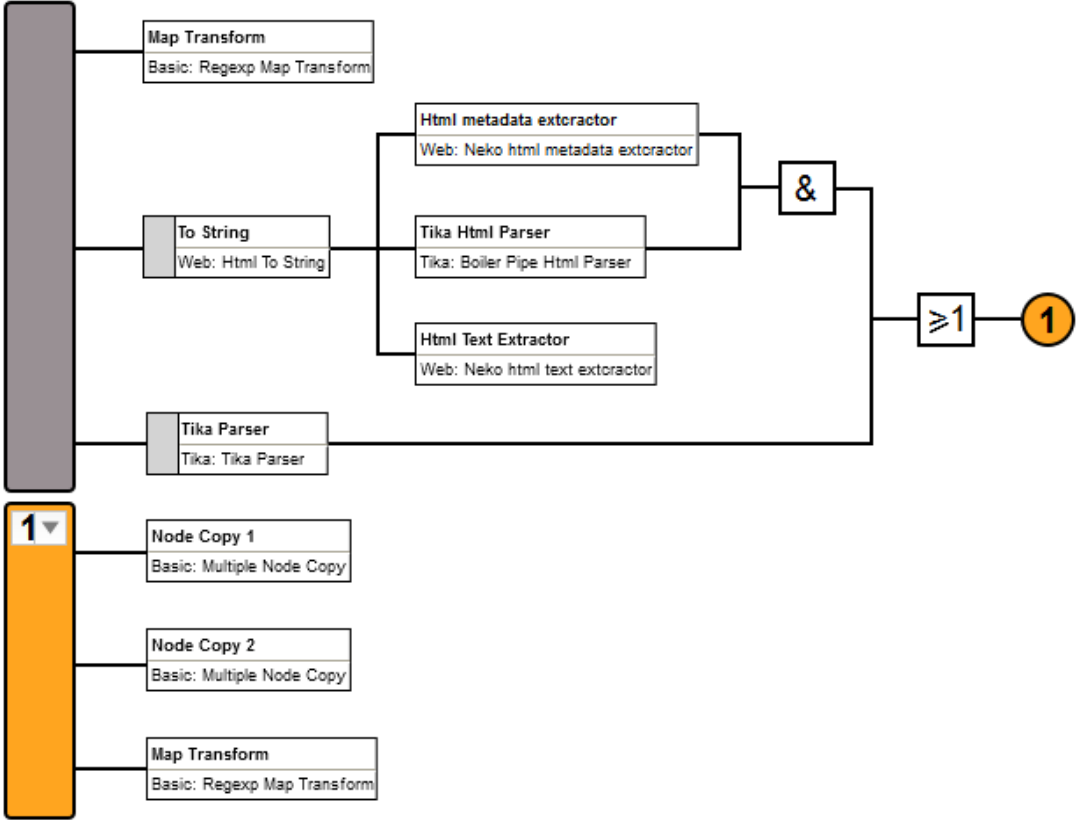 Map Transform
Basic: Regexp Map Transform
Html metadata extcractor
Web: Neko html metadata extcractor
&
To String
Web: Html To String
Tika Html Parser
Tika: Boiler Pipe Html Parser
⩾1
1
Html Text Extractor
Web: Neko html text extcractor
Tika Parser
Tika: Tika Parser
1
Node Copy 1
Basic: Multiple Node Copy
Node Copy 2
Basic: Multiple Node Copy
Map Transform
Basic: Regexp Map Transform